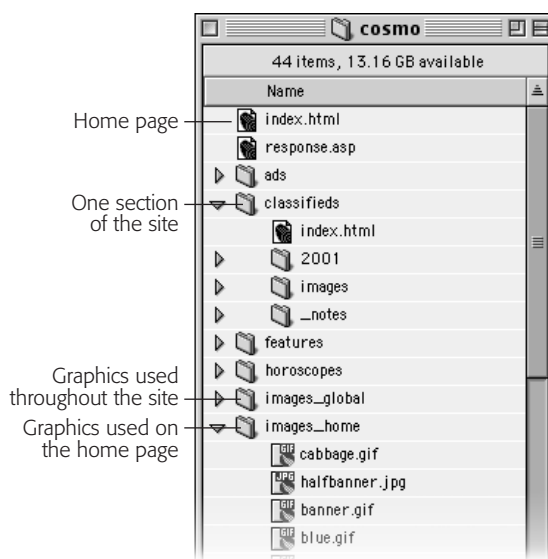 cosmo
44 items, 13.16 GB available
Name
Home page
index.html
response.asp
ads
One section
of the site
classifieds
index.html
2001
images
_notes
features
horoscopes
Graphics used
throughout the site
images_global
Graphics used on
the home page
images_home
cabbage.gif
halfbanner.jpg
banner.gif
blue.gif